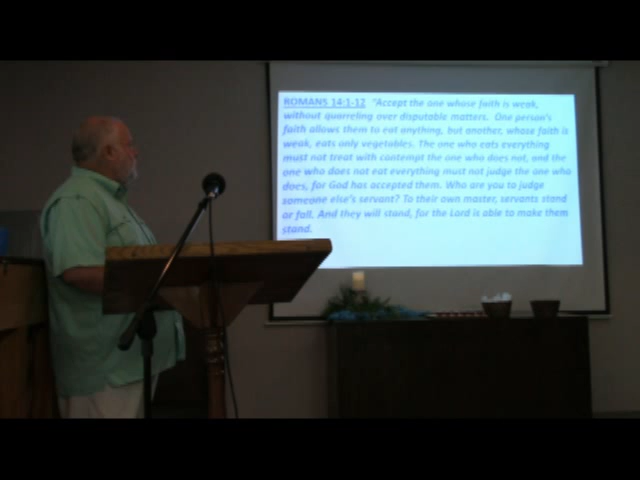 ROMANS 14:1-12 “Accept the one whose faith is weak,
without quarreling over disputable matters. One person's
faith allows them to eat anything, but another, whose faith is
weak, eats only vegetables. The one who eats everything
must not treat with contempt the one who does not, and the
one who does not eat everything must not judge the one who
does, for God has accepted them. Who are you to judge
someone else's servant? To their own master, servants stand
or fall. And they will stand, for the Lord is able to make them
stand.